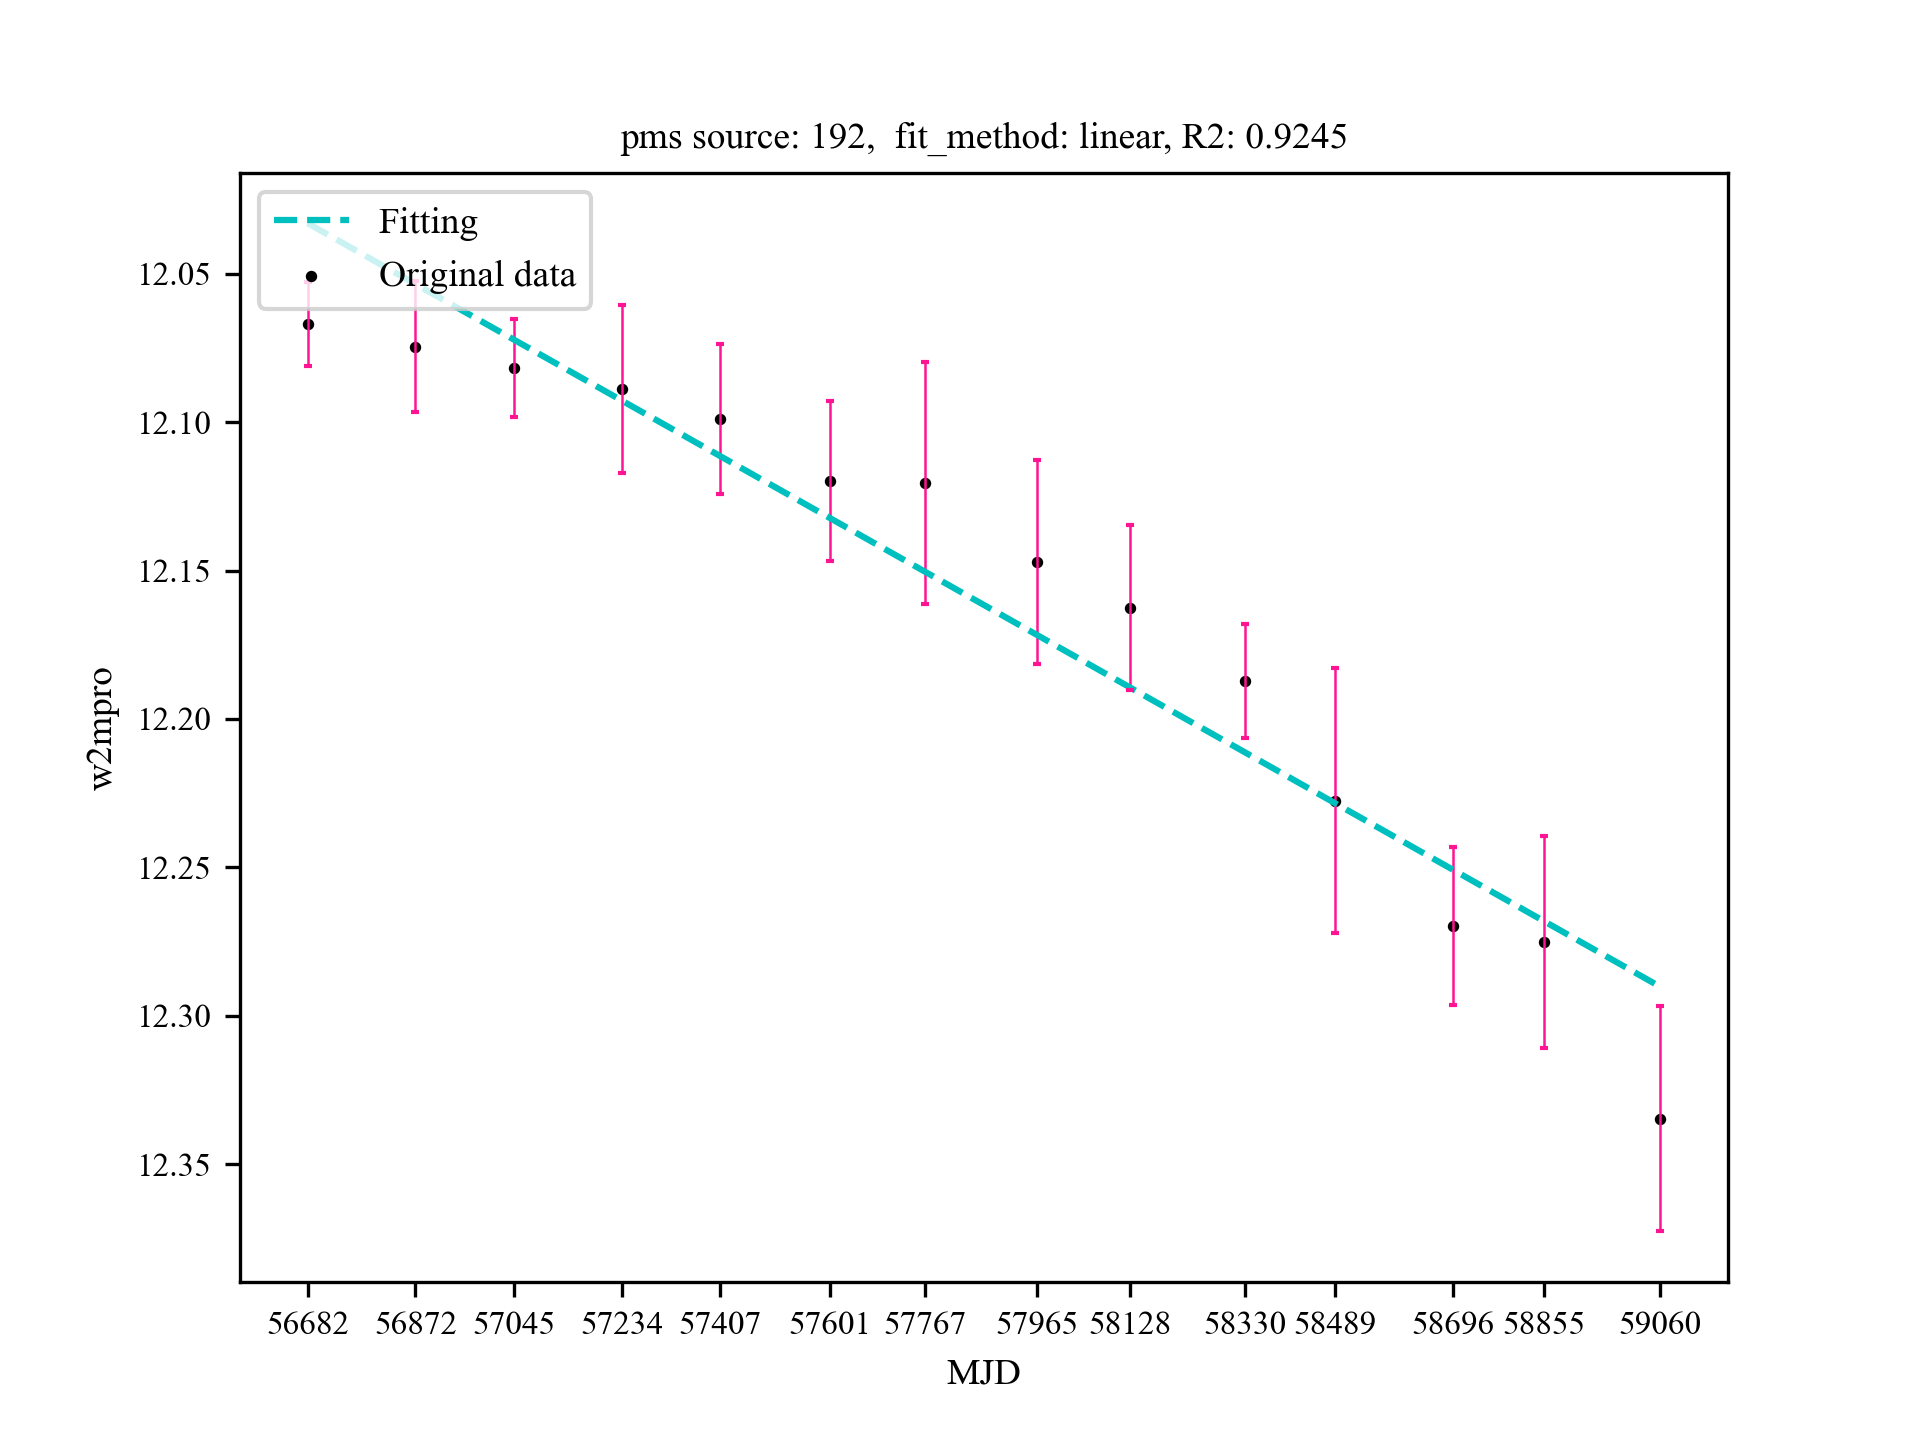 pms source: 192,  fit_method: linear, R2: 0.9245
Fitting
Original data
12.05
12.10
12.15
12.20
12.25
12.30
12.35
w2mpro
56682 56872 57045 57234 57407 57601 57767 57965 58128 58330 58489 58696 58855 59060
MJD